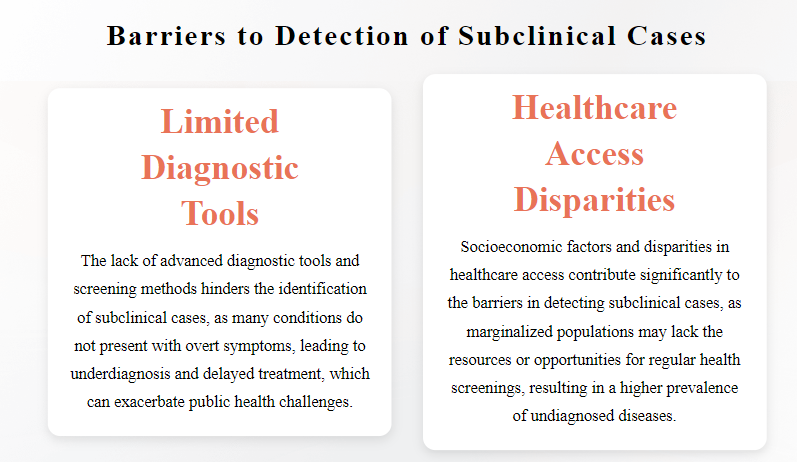 Barriers to Detection of Subclinical Cases
Limited
Diagnostic
Tools
The lack of advanced diagnostic tools and
screening methods hinders the identification
of subclinical cases, as many conditions do
not present with overt symptoms, leading to
underdiagnosis and delayed treatment, which
can exacerbate public health challenges.
Healthcare
Access
Disparities
Socioeconomic factors and disparities in
healthcare access contribute significantly to
the barriers in detecting subclinical cases, as
marginalized populations may lack the
resources or opportunities for regular health
screenings, resulting in a higher prevalence
of undiagnosed diseases.